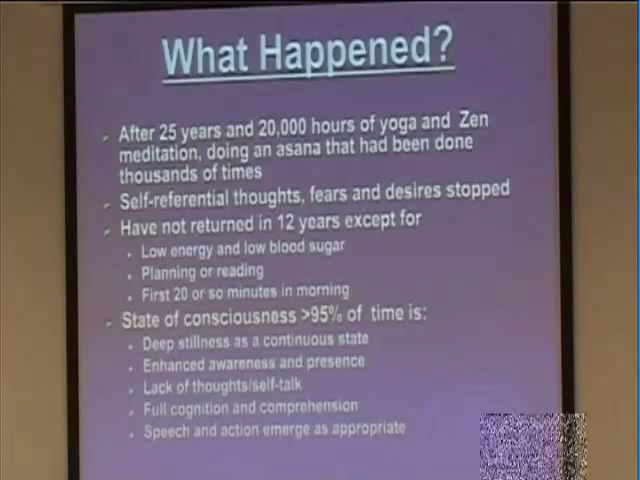 What Happened?
After 25 years and 20,000 hours of yoga and Zen
meditation, doing an asana that had been done
thousands of times
Self-referential thoughts, fears and desires stopped
Have not returned in 12 years except for
Low energy and low blood sugar
Planning or reading
First 20 or so minutes in morning
State of consciousness >95% of time is:
Deep stillness as a continuous state
Enhanced awareness and presence
Lack of thoughts/self-talk
Full cognition and comprehension
Speech and action emerge as appropriate